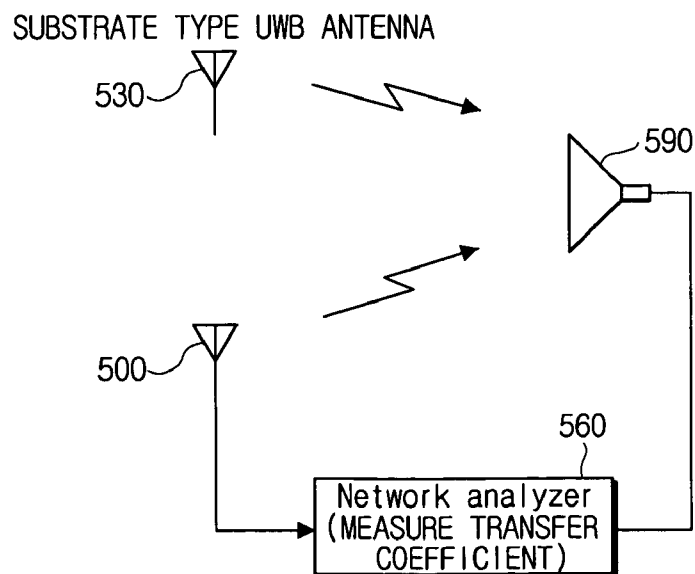 SUBSTRATE TYPE UWB ANTENNA
530
590
500
560
Network analyzer
(MEASURE TRANSFER
COEFFICIENT)